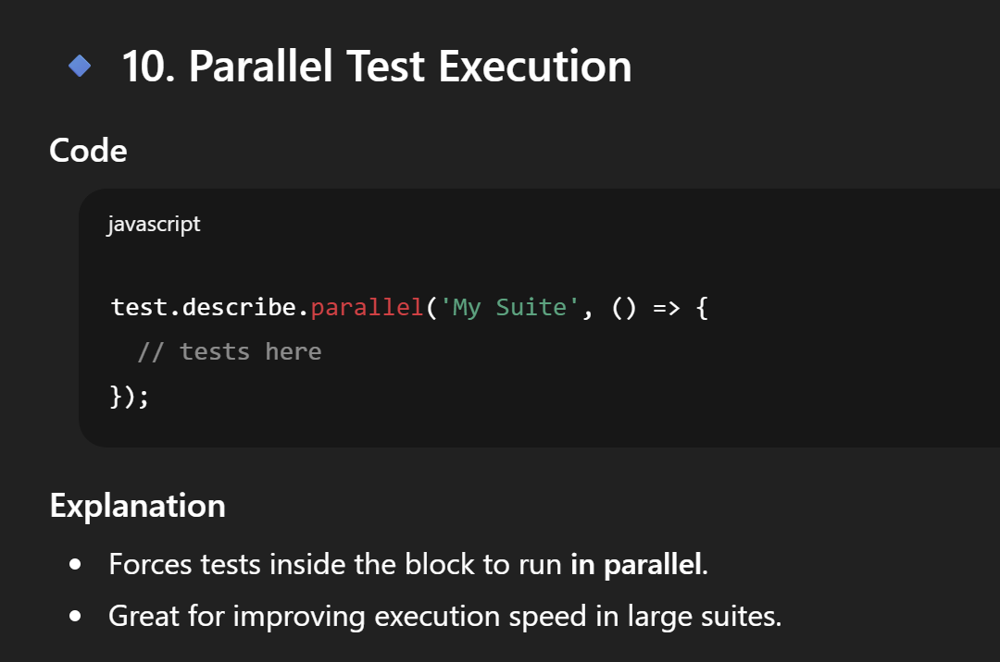 10. Parallel Test Execution
Code
javascript
test.describe.parallel('My Suite', () => {
// tests here
});
Explanation
• Forces tests inside the block to run in parallel.
• Great for improving execution speed in large suites.